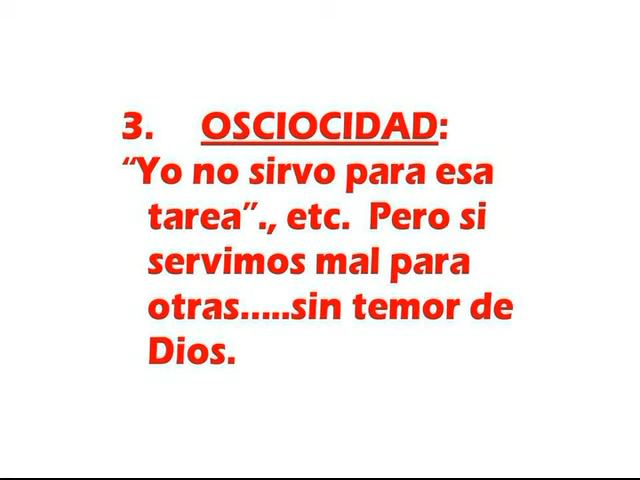 3. OSCIOCIDAD:
“Yo no sirvo para esa
tarea”., etc. Pero si
servimos mal para
otras.....sin temor de
Dios.